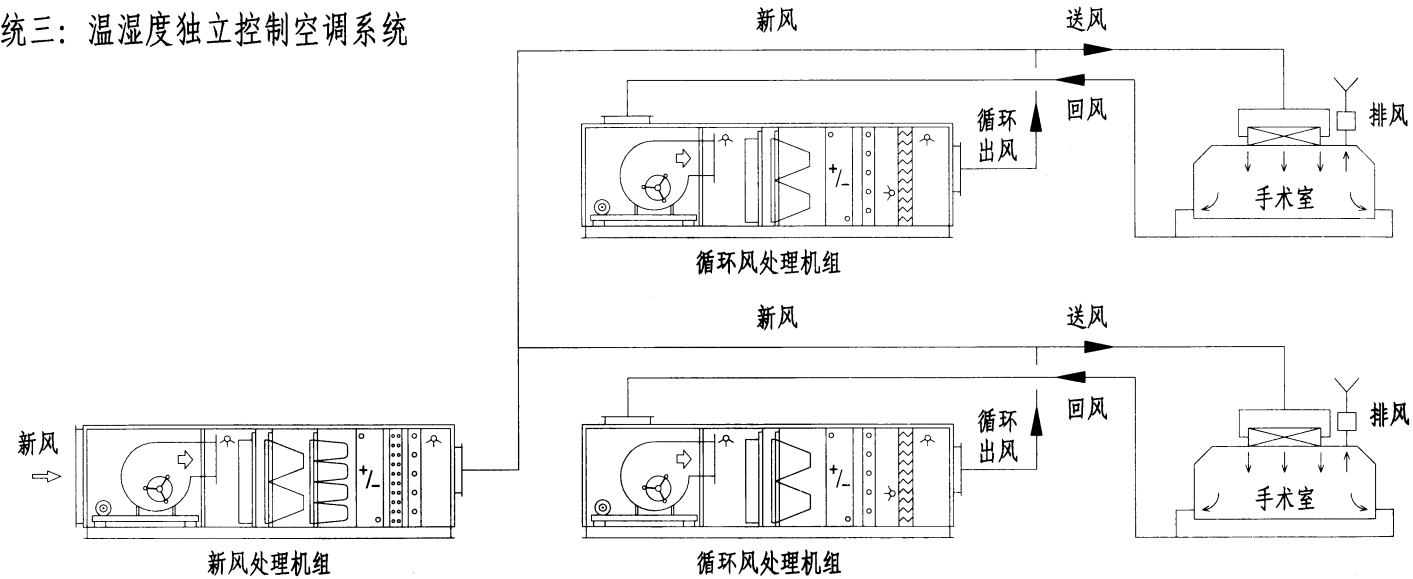 统三：温湿度独立控制空调系统
新风
送风
循环
出风
回风
排风
+/-
手术室
循环风处理机组
新风
送风
新风
循环
出风
回风
排风
+/-
+/-
手术室
新风处理机组
循环风处理机组